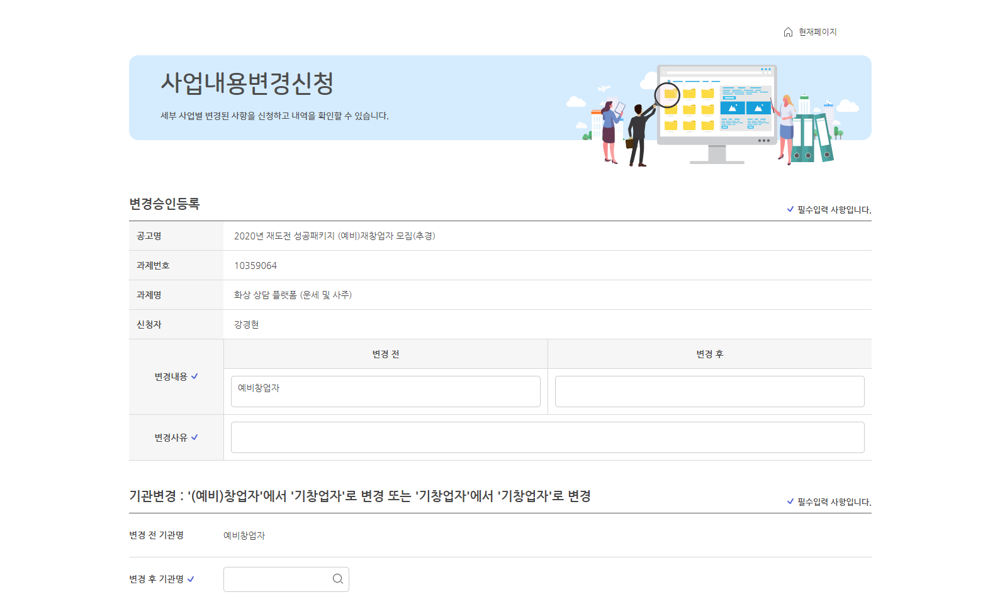 현재페이지
사업내용변경신청
세부 사업별 변경된 사항을 신청하고 내역을 확인할 수 있습니다.
변경승인등록
필수입력 사항입니다.
공고명 2020년 재도전 성공패키지 (예비)재창업자 모집(추경)
과제번호 10359064
과제명 화상 상담 플랫폼 (운세 및 사주)
신청자 강경현
변경 전 변경 후
변경내용
예비창업자
변경사유
기관변경 : '(예비)창업자'에서 '기창업자'로 변경 또는 '기창업자'에서 '기창업자'로 변경
필수입력 사항입니다.
변경 전 기관명 예비창업자
변경 후 기관명